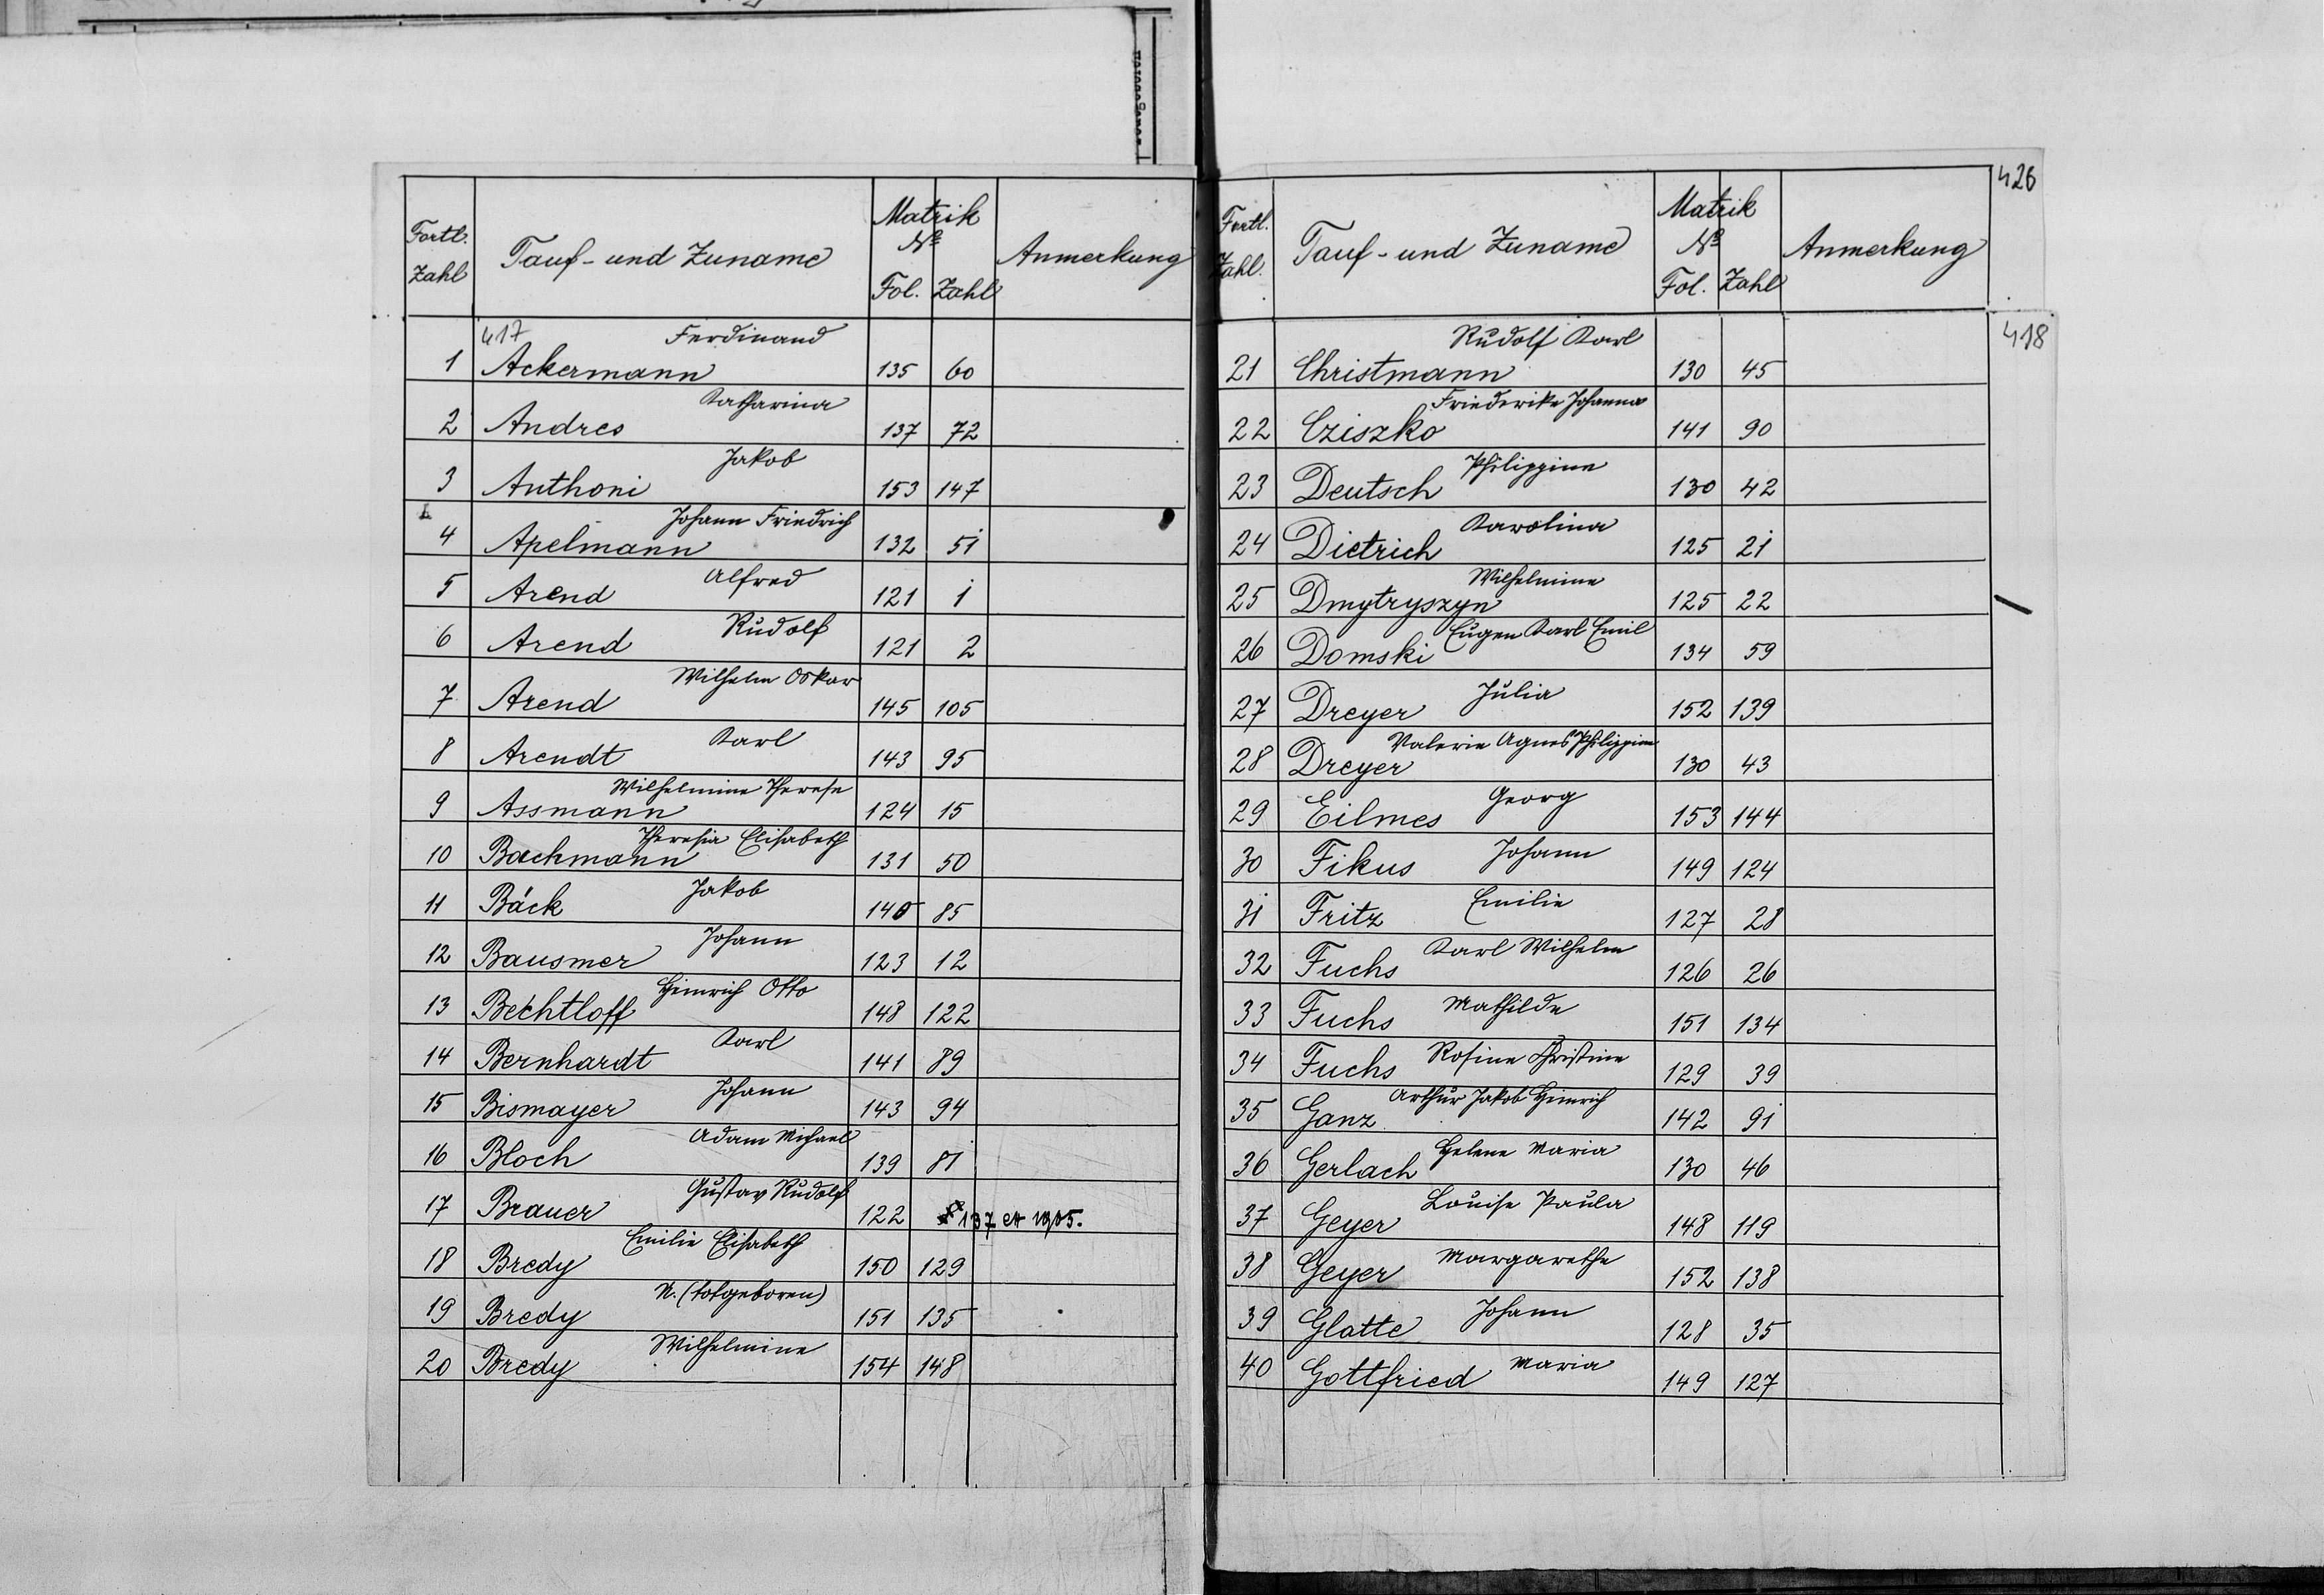 Fortl. Zahl Tauf- und Zuname Matrik № Fol. Zahl Anmerkung
417
1 Ackermann Ferdinand 135 60
2 Andres Katharina 137 72
3 Anthoni Jakob 153 147
4 Apelmann Johann Friedrich 132 51
5 Arend Alfred 121 1
6 Arend Rudolf 121 2
7 Arend Wilhelm Oskar 145 105
8 Arendt Karl 143 95
9 Assmann Wilhelmine Therese 124 15
10 Bachmann Theresia Elisabeth 131 50
11 Bäck Jakob 140 85
12 Bausmer Johann 123 12
13 Bechtloff Heinrich Otto 148 122
14 Bernhardt Karl 141 89
15 Bismayer Johann 143 94
16 Bloch Adam Michael 139 81
17 Brauer Gustav Rudolf 122 137 ex 1905.
18 Bredy Emilie Elisabeth 150 129
19 Bredy N. (totgeboren) 151 135
20 Bredy Wilhelmine 154 148
426
Fortl. Zahl. Tauf- und Zuname Matrik № Fol. Zahl Anmerkung
418
21 Christmann Rudolf Karl 130 45
22 Cziszko Friederike Johanna 141 90
23 Deutsch Philippine 130 42
24 Dietrich Karolina 125 21
25 Dmytryszyn Wilhelmine 125 22
26 Domski Eugen Karl Emil 134 59
27 Dreyer Julia 152 139
28 Dreyer Valerie Agnes Philippine 130 43
29 Eilmes Georg 153 144
30 Fikus Johann 149 124
31 Fritz Emilie 127 28
32 Fuchs Karl Wilhelm 126 26
33 Fuchs Mathilde 151 134
34 Fuchs Rosine Christine 129 39
35 Ganz Arthur Jakob Heinrich 142 91
36 Gerlach Helene Maria 130 46
37 Geyer Louise Paula 148 119
38 Geyer Margarethe 152 138
39 Glatte Johann 128 35
40 Gottfried Maria 149 127